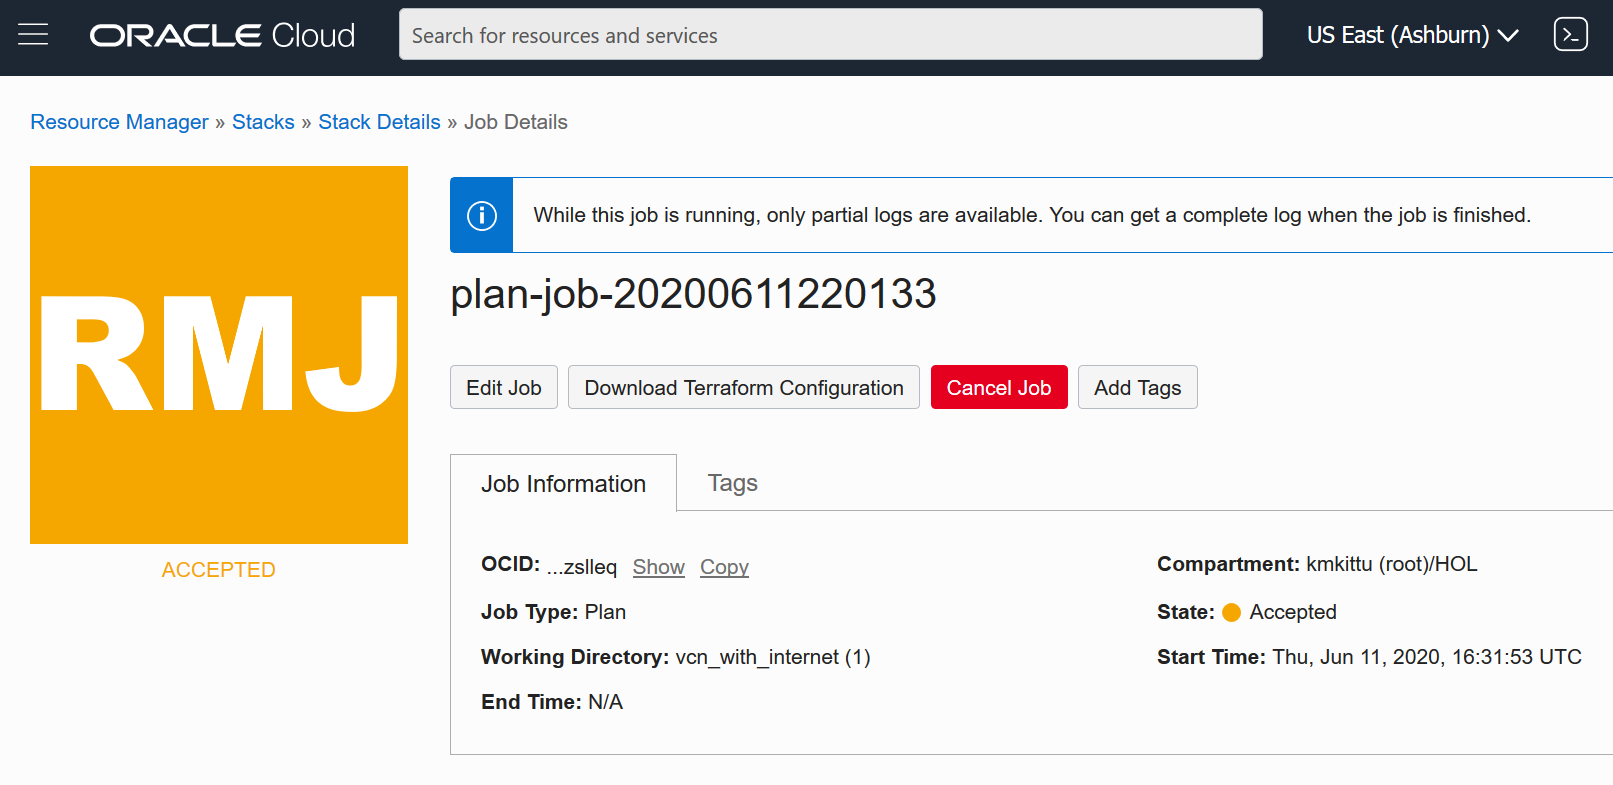 ORACLE Cloud
Search for resources and services
US East (Ashburn)
Resource Manager » Stacks » Stack Details » Job Details
RMJ
ACCEPTED
While this job is running, only partial logs are available. You can get a complete log when the job is finished.
plan-job-20200611220133
Edit Job
Download Terraform Configuration
Cancel Job
Add Tags
Job Information
Tags
OCID: ...zslleq Show Copy
Job Type: Plan
Working Directory: vcn_with_internet (1)
End Time: N/A
Compartment: kmkittu (root)/HOL
State: Accepted
Start Time: Thu, Jun 11, 2020, 16:31:53 UTC